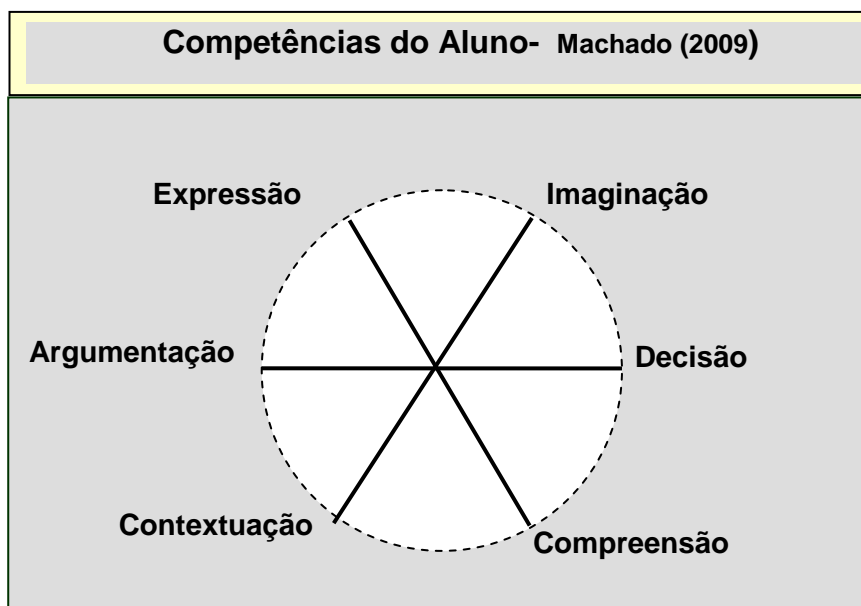 Competências do Aluno- Machado (2009)
Expressão
Imaginação
Argumentação
Decisão
Contextuação
Compreensão